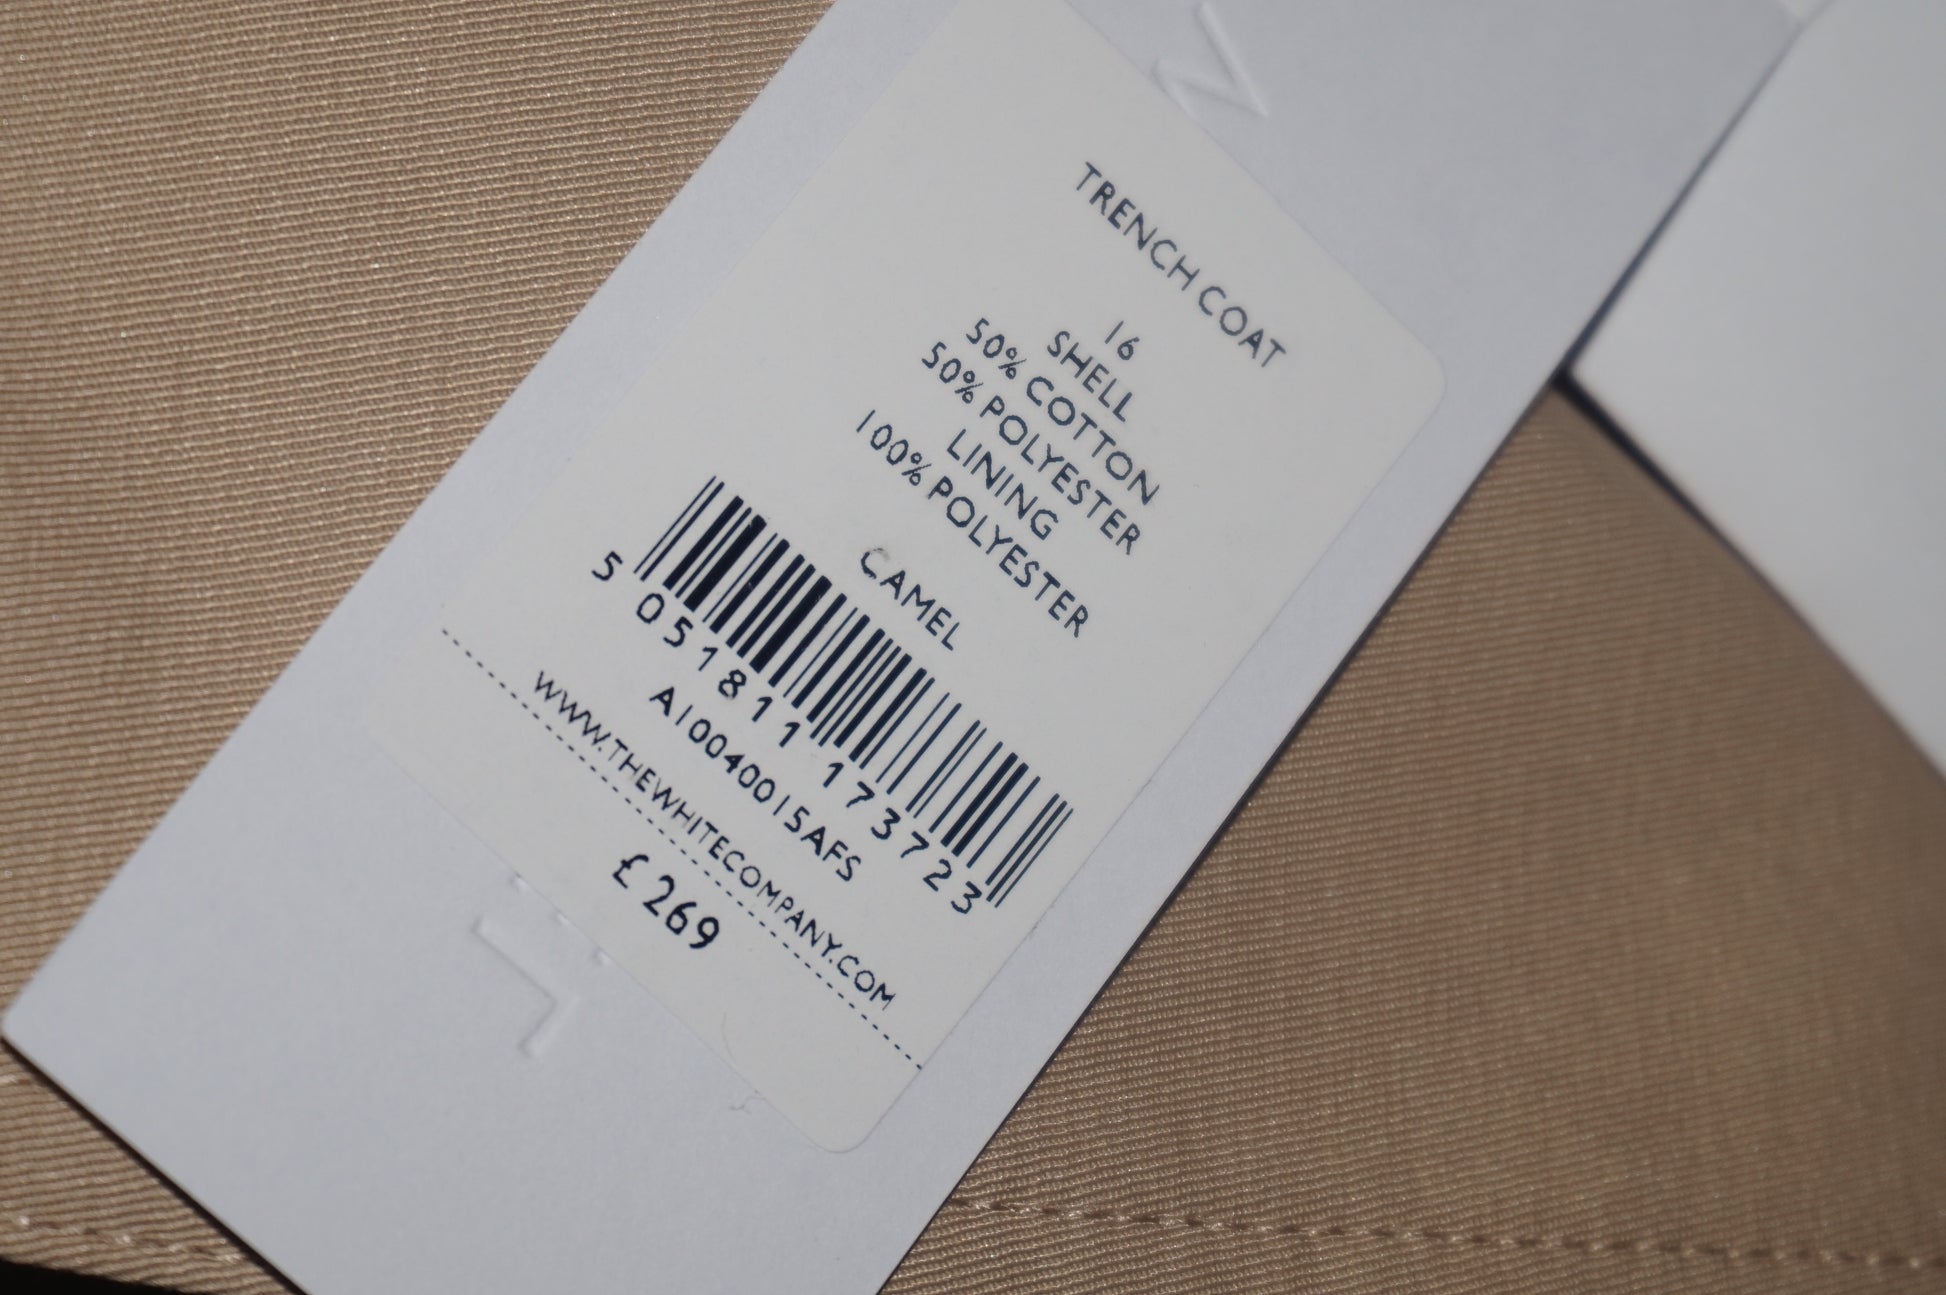 TRENCH COAT
16
SHELL
50% COTTON
50% POLYESTER
LINING
100% POLYESTER
CAMEL
5 051811 173723
A1004001SAFS
WWW.THEWHITECOMPANY.COM
£269